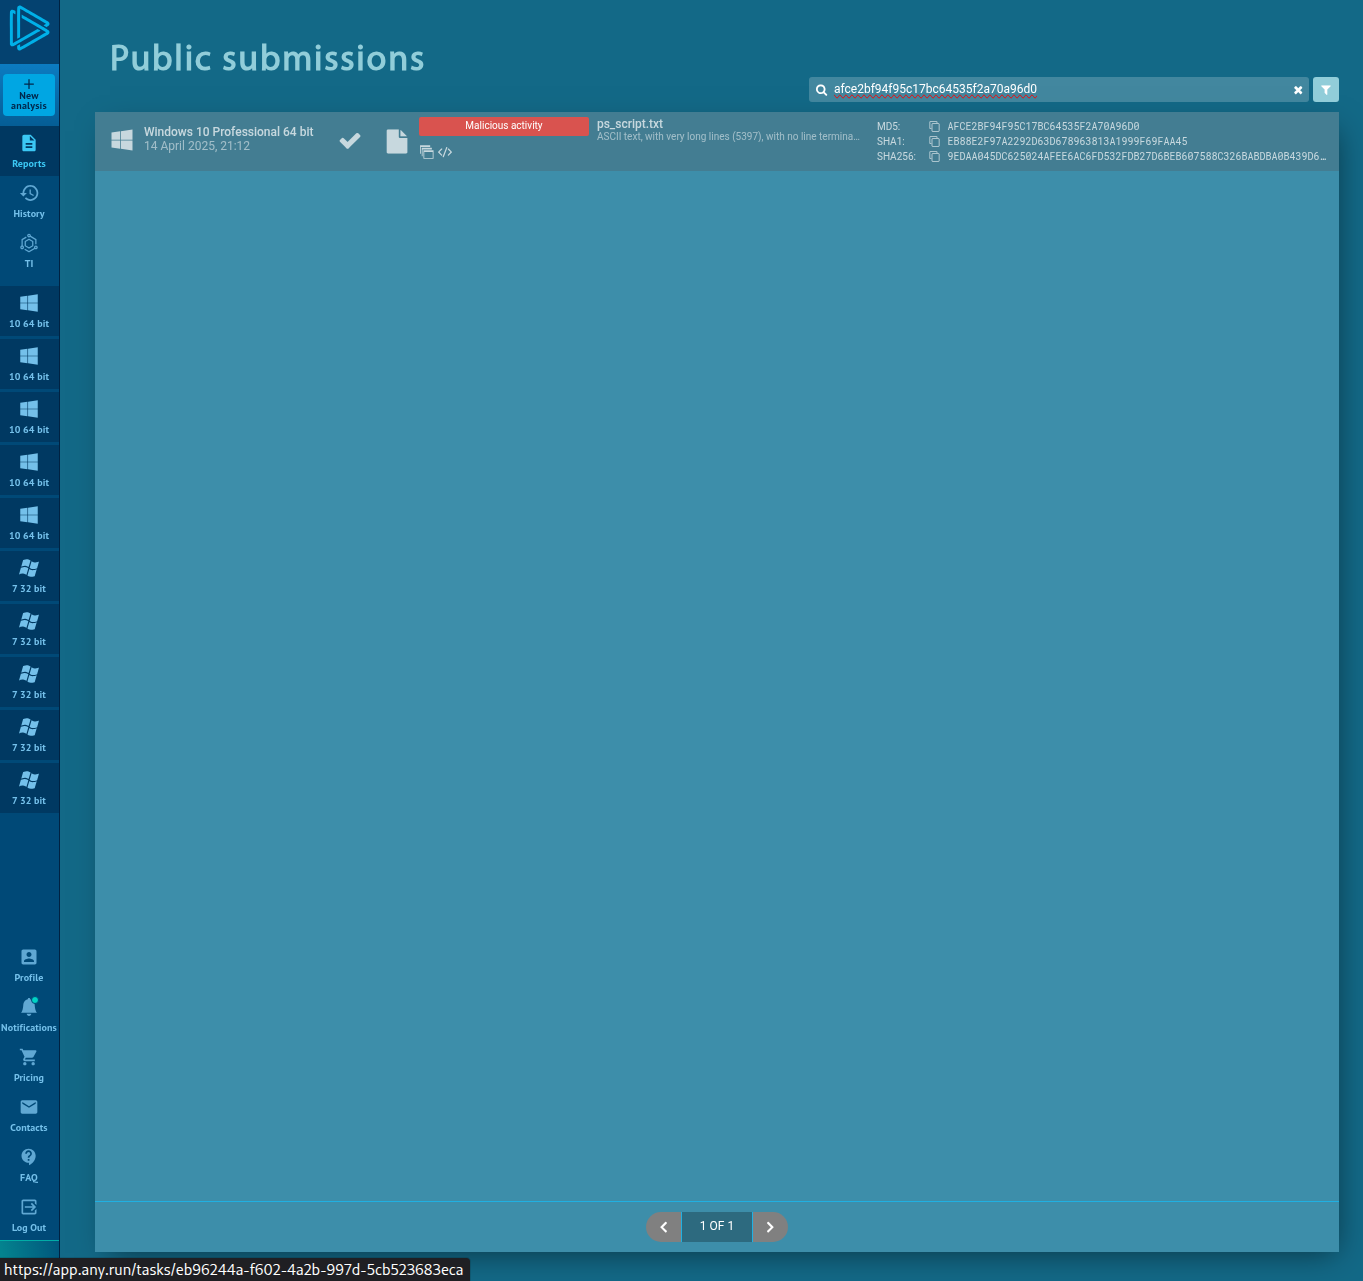 Public submissions
New
analysis
afce2bf94f95c17bc64535f2a70a96d0
Reports
History
TI
10 64 bit
10 64 bit
10 64 bit
10 64 bit
10 64 bit
7 32 bit
7 32 bit
7 32 bit
7 32 bit
7 32 bit
Profile
Notifications
Pricing
Contacts
FAQ
Log Out
Windows 10 Professional 64 bit
14 April 2025, 21:12
Malicious activity
ps_script.txt
ASCII text, with very long lines (5397), with no line termina...
MD5: AFCE2BF94F95C17BC64535F2A70A96D0
SHA1: EB88E2F97A2292D63D678963813A1999F69FAA45
SHA256: 9EDAA045DC625024AFEE6AC6FD532FDB27D6BEB607588C326BABDBA0B439D6...
1 OF 1
https://app.any.run/tasks/eb96244a-f602-4a2b-997d-5cb523683eca